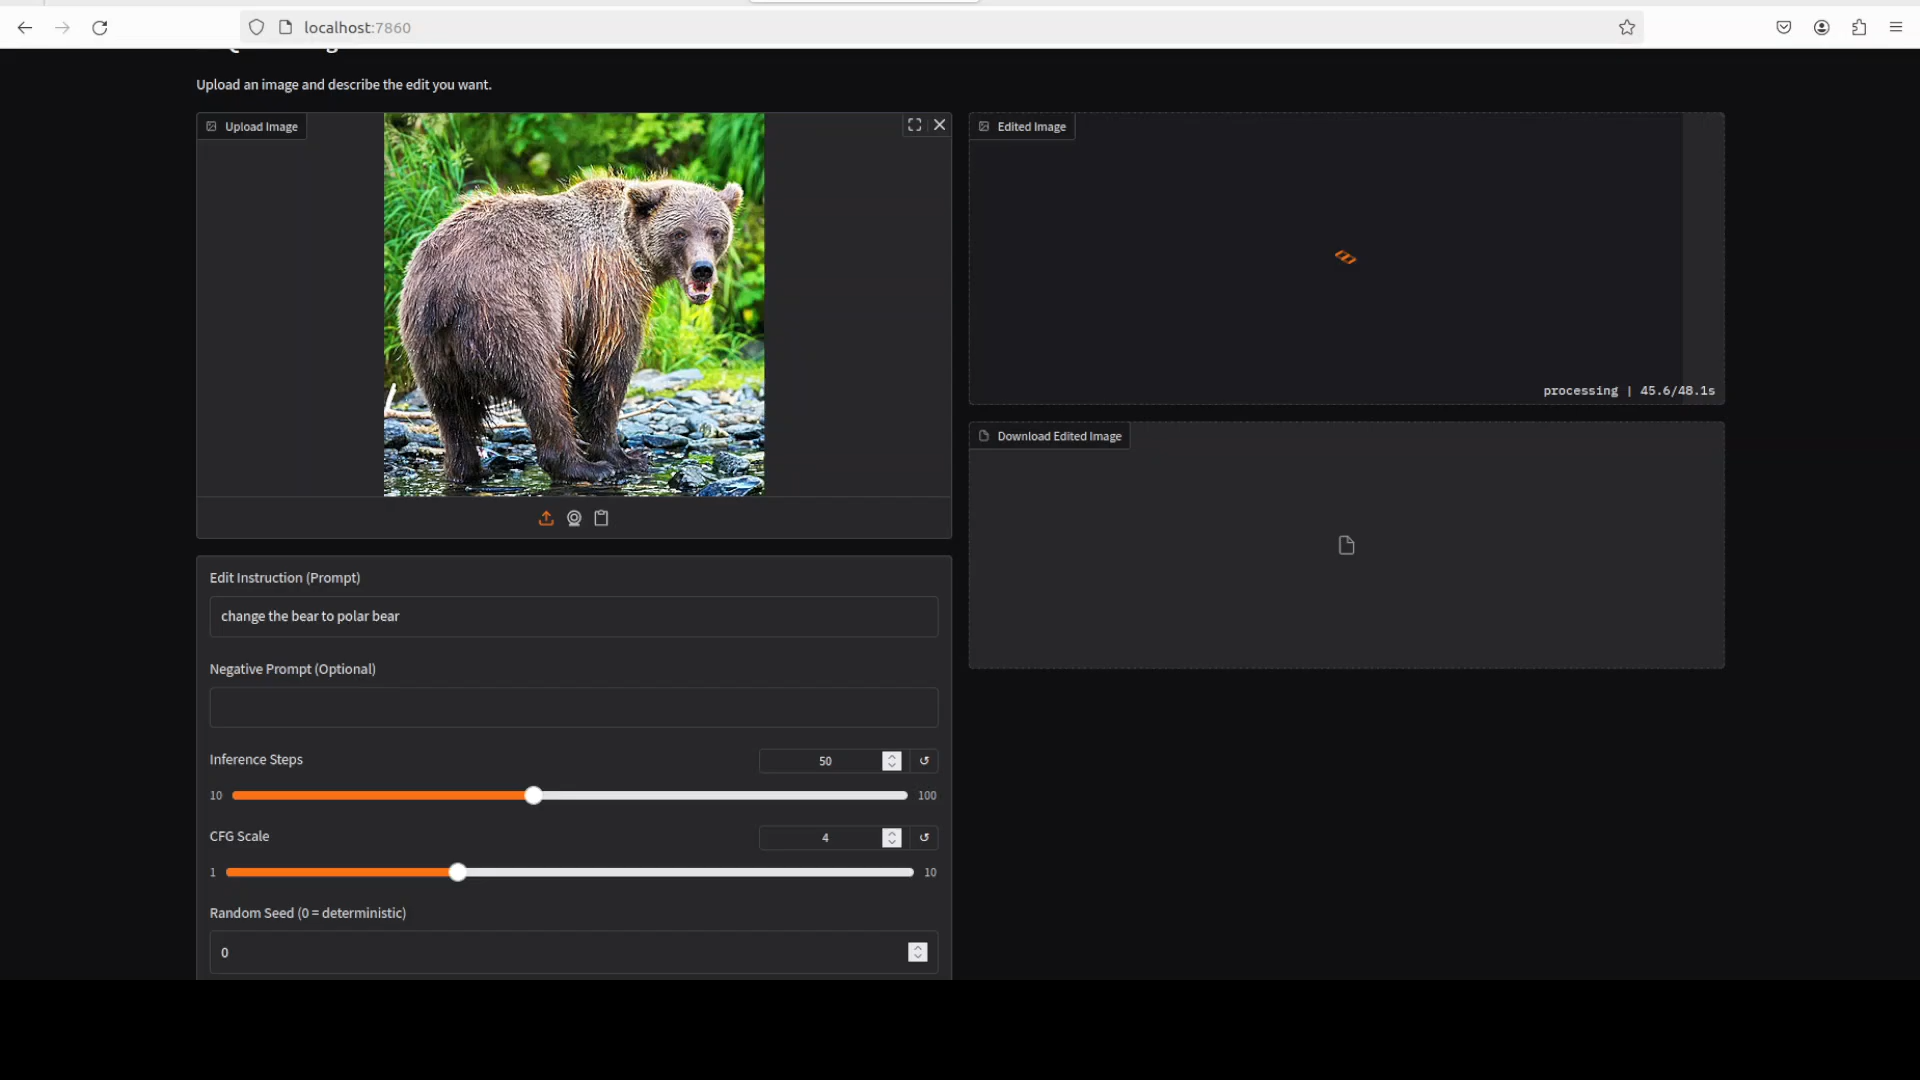 localhost:7860
Upload an image and describe the edit you want.
Upload Image
Edited Image
processing | 45.6/48.1s
Download Edited Image
Edit Instruction (Prompt)
change the bear to polar bear
Negative Prompt (Optional)
Inference Steps
50
10
100
CFG Scale
4
1
10
Random Seed (0 = deterministic)
0